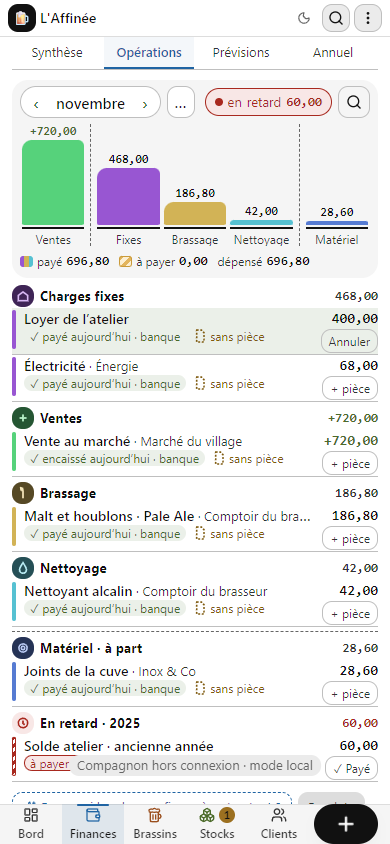 L'Affinée
Synthèse Opérations Prévisions Annuel
‹ novembre › ... en retard 60,00
+720,00
468,00
186,80
42,00
28,60
Ventes Fixes Brassage Nettoyage Matériel
payé 696,80 à payer 0,00 dépensé 696,80
Charges fixes 468,00
Loyer de l'atelier 400,00
✓ payé aujourd'hui · banque sans pièce Annuler
Électricité · Énergie 68,00
✓ payé aujourd'hui · banque sans pièce + pièce
Ventes +720,00
Vente au marché · Marché du village +720,00
✓ encaissé aujourd'hui · banque sans pièce + pièce
Brassage 186,80
Malt et houblons · Pale Ale · Comptoir du bra... 186,80
✓ payé aujourd'hui · banque sans pièce + pièce
Nettoyage 42,00
Nettoyant alcalin · Comptoir du brasseur 42,00
✓ payé aujourd'hui · banque sans pièce + pièce
Matériel · à part 28,60
Joints de la cuve · Inox & Co 28,60
✓ payé aujourd'hui · banque sans pièce + pièce
En retard · 2025 60,00
Solde atelier · ancienne année 60,00
à payer Compagnon hors connexion · mode local ✓ Payé
Bord Finances Brassins Stocks 1 Clients +